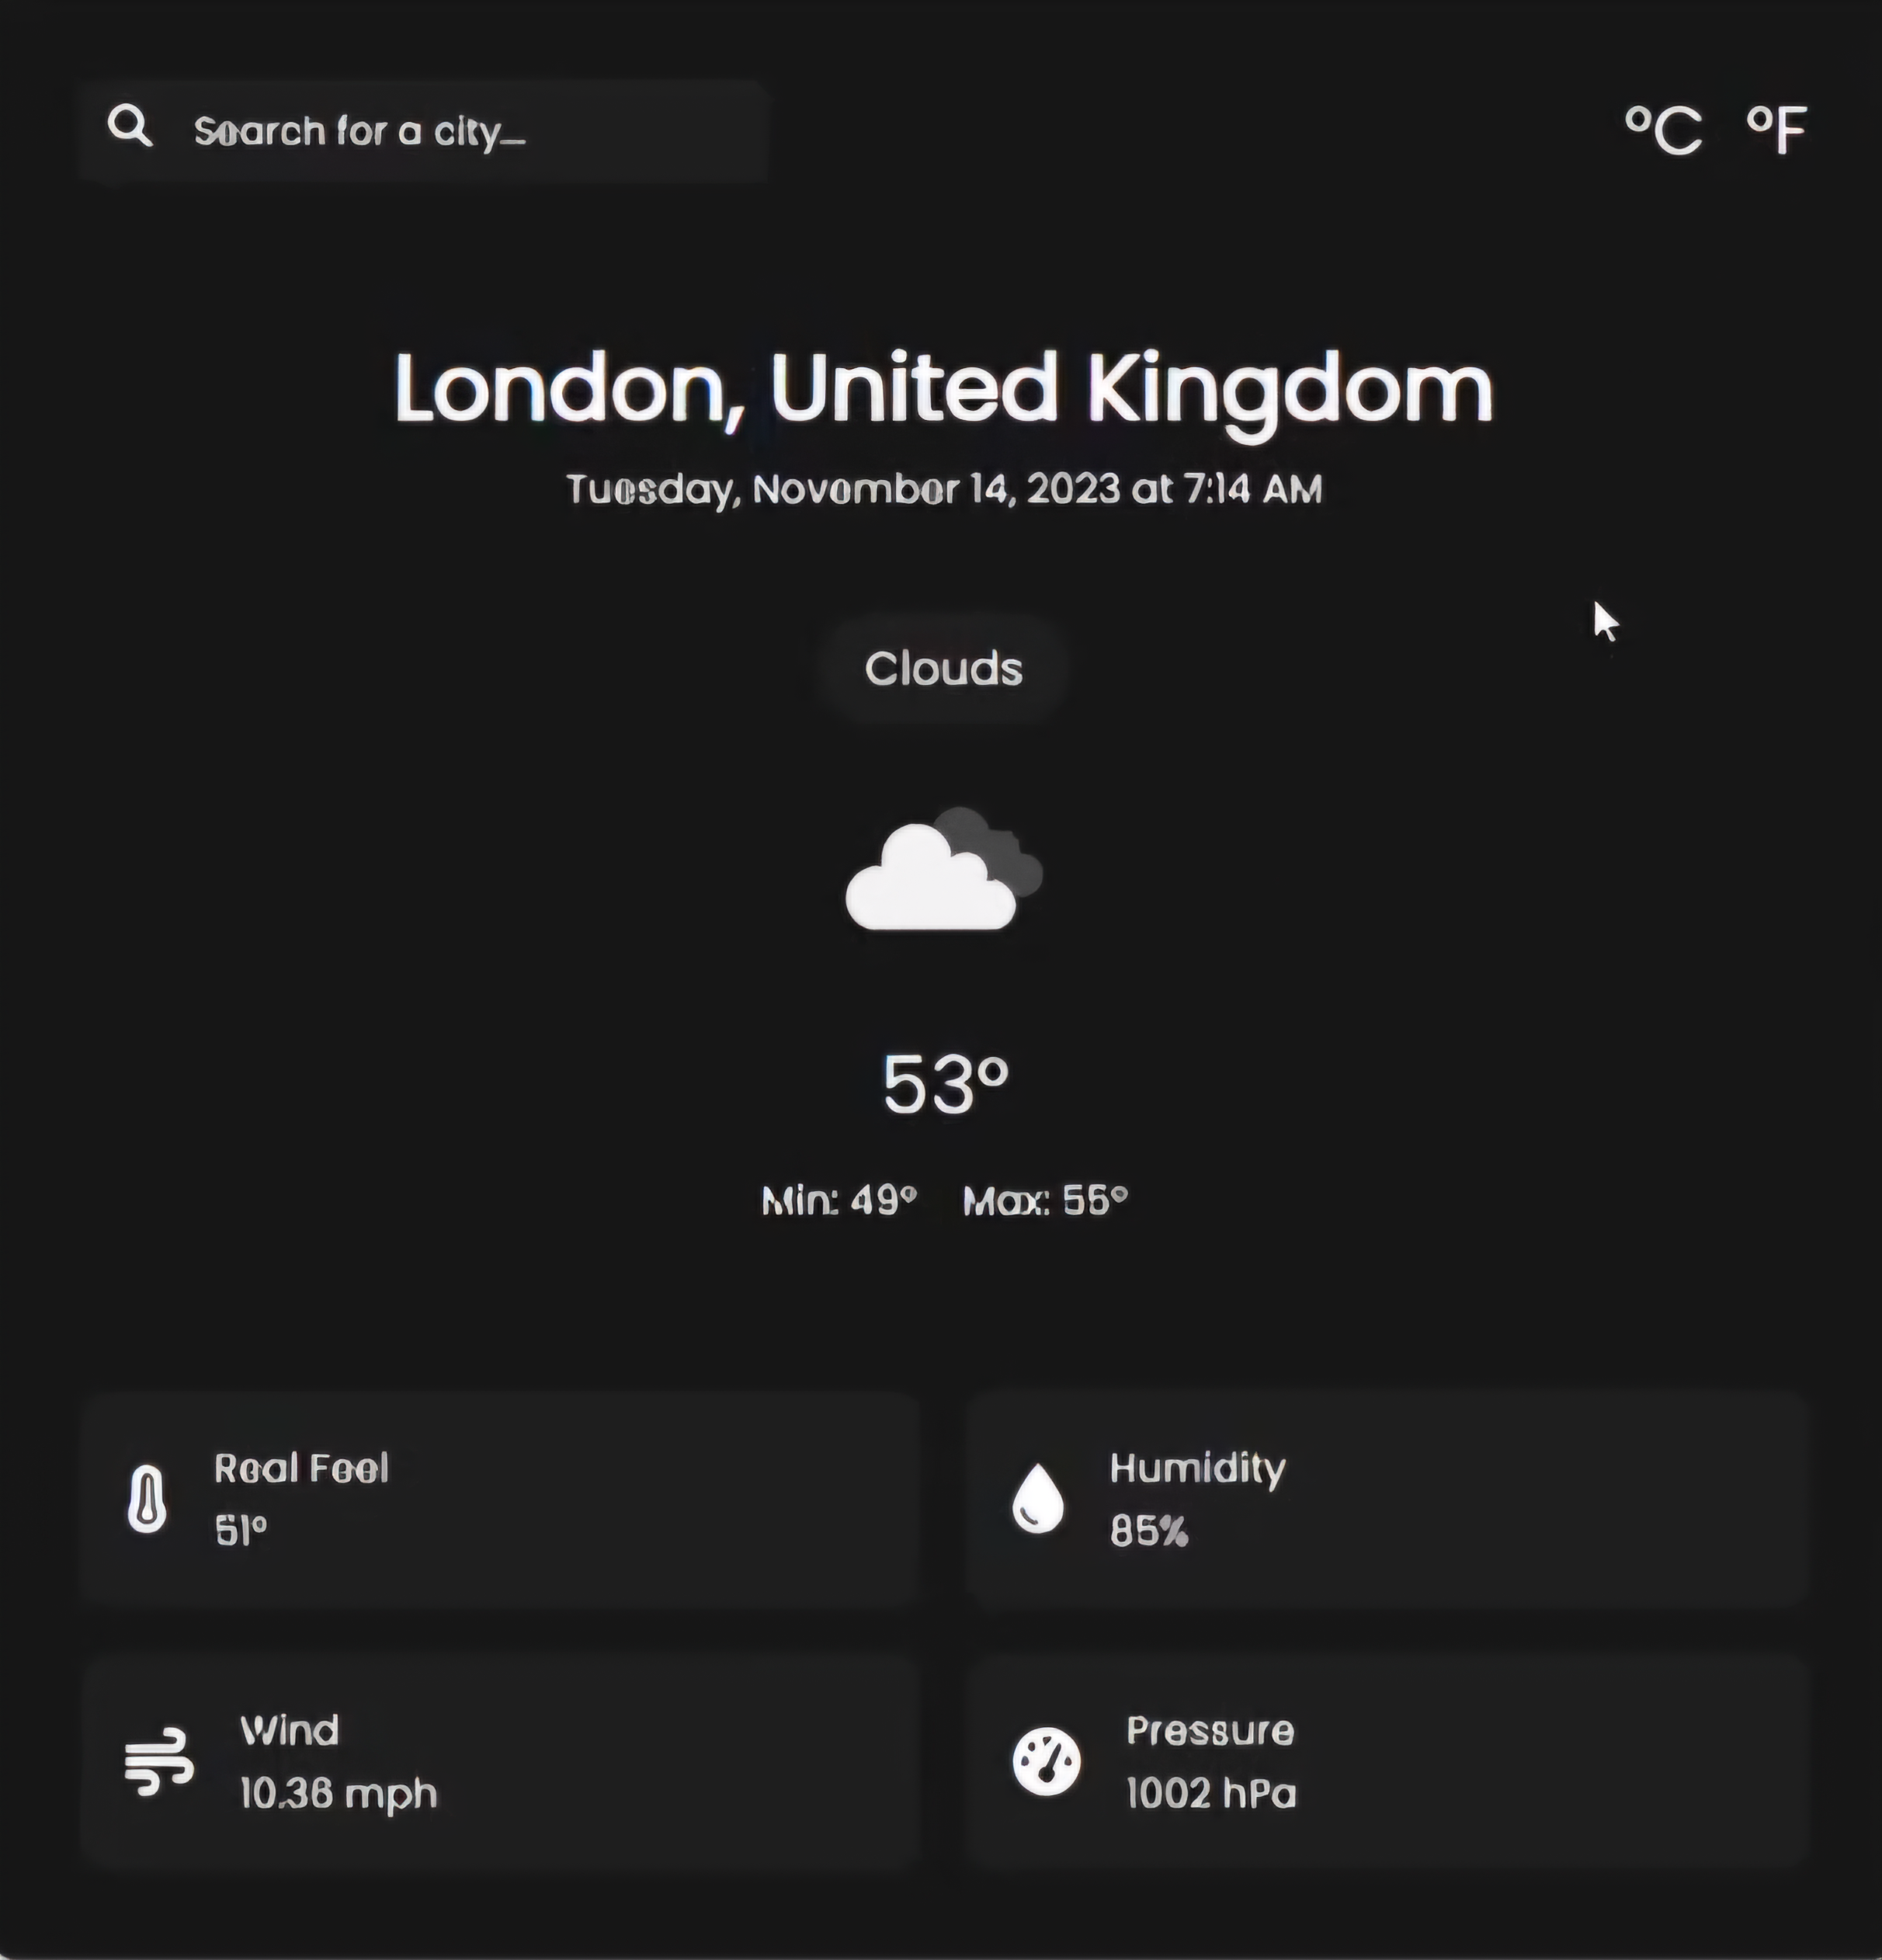 Search for a city...
°C °F
London, United Kingdom
Tuesday, November 14, 2023 at 7:14 AM
Clouds
53°
Min: 49° Max:
Real Feel
51°
Humidity
85%
Wind
10.36 mph
Pressure
1002 hPa